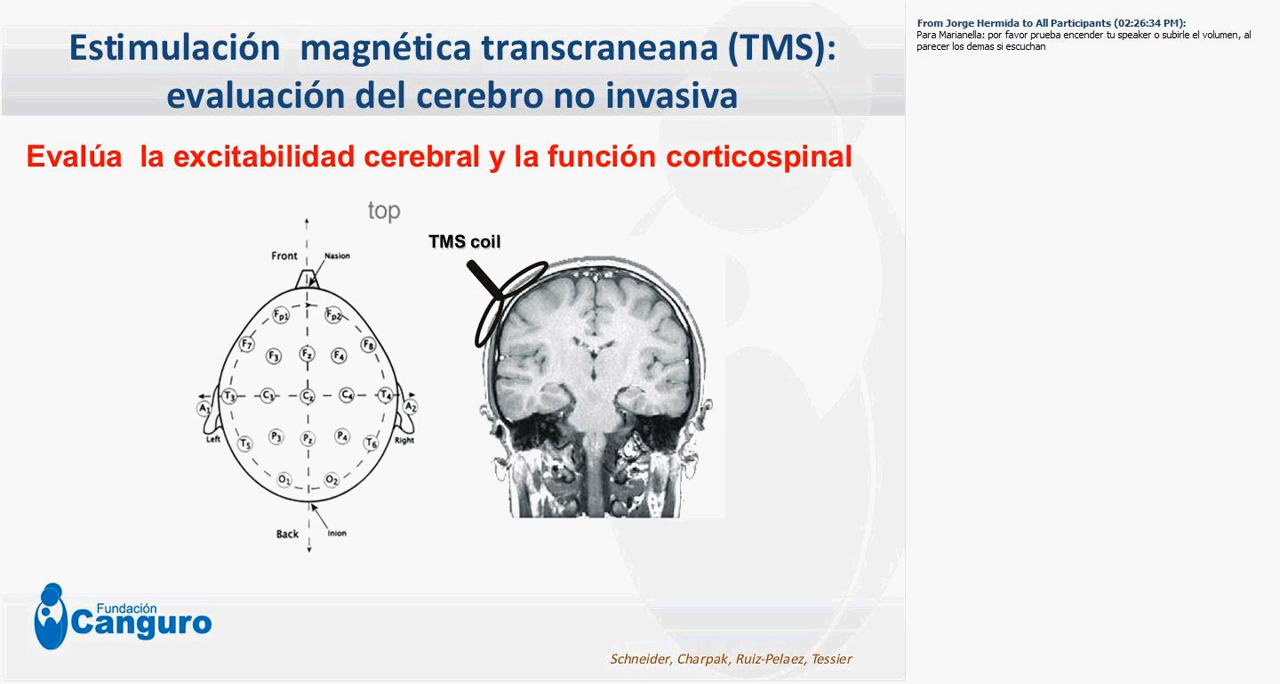 Estimulación magnética transcraneana (TMS):
evaluación del cerebro no invasiva
Evalúa la excitabilidad cerebral y la función corticospinal
top
TMS coil
Front
Nasion
Fp1 Fp2
F7 F3 Fz F4 F8
A1 T3 C3 Cz C4 T4 A2
Left Right
T5 P3 Pz P4 T6
O1 O2
Back
Inion
Fundación
Canguro
Schneider, Charpak, Ruiz-Pelaez, Tessier
From Jorge Hermida to All Participants (02:26:34 PM):
Para Marianella: por favor prueba encender tu speaker o subirle el volumen, al
parecer los demas si escuchan